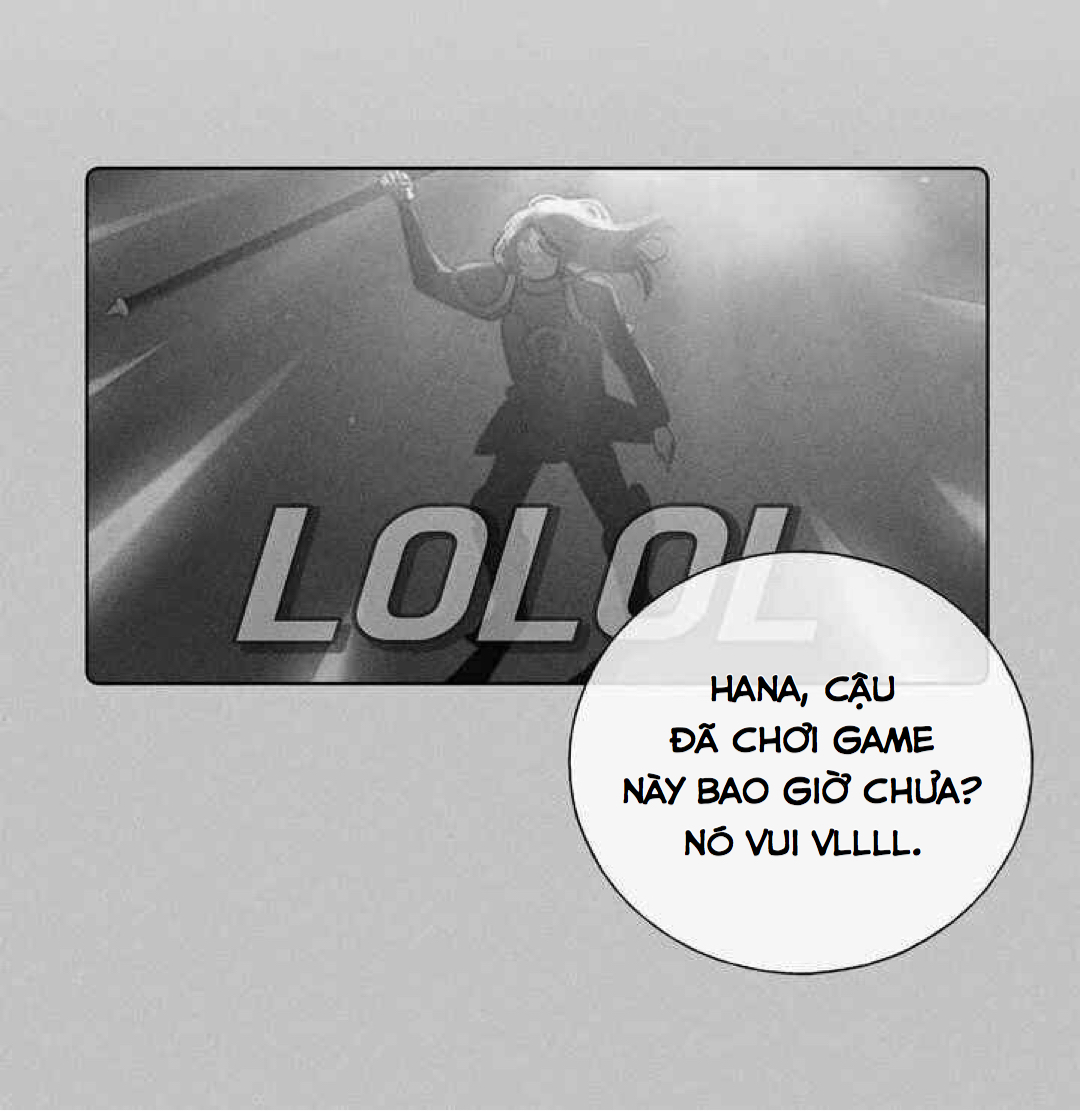 LOLOL
HANA, CẬU
ĐÃ CHƠI GAME
NÀY BAO GIỜ CHƯA?
NÓ VUI VLLLL.